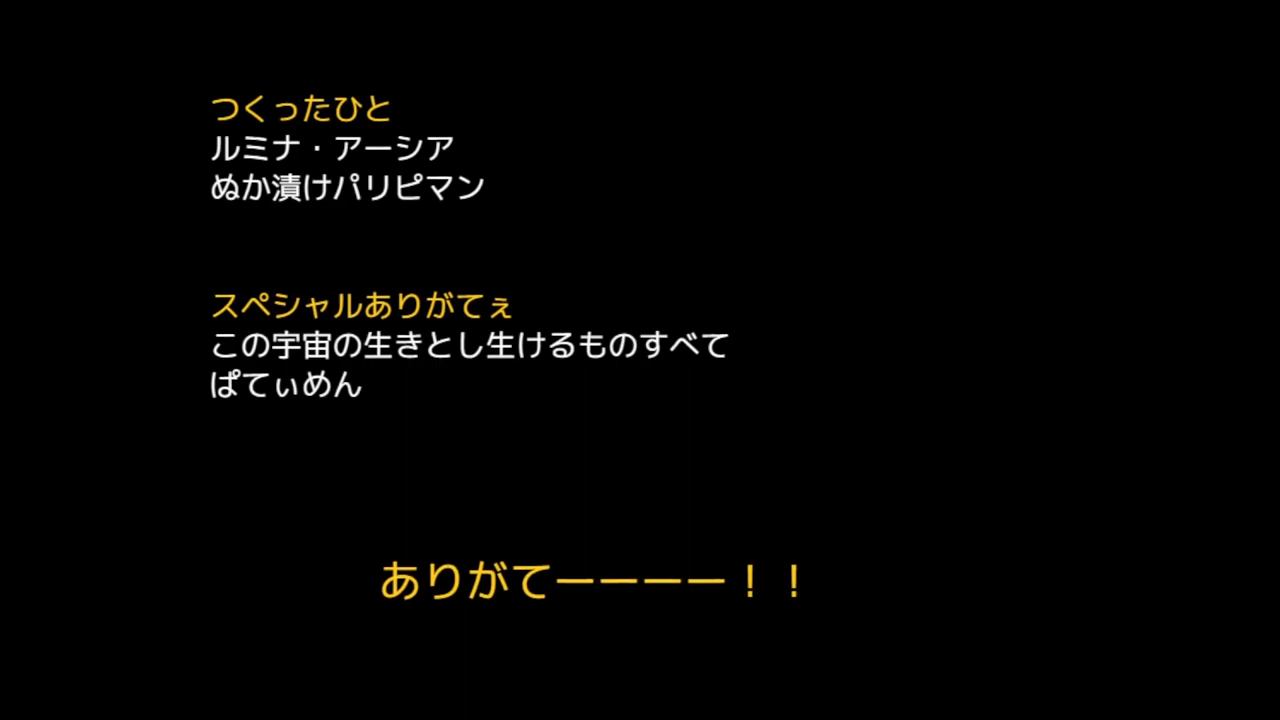 つくったひと
ルミナ・アーシア
ぬか漬けパリピマン
スペシャルありがてぇ
この宇宙の生きとし生けるものすべて
ぱてぃめん
ありがてーーーー！！